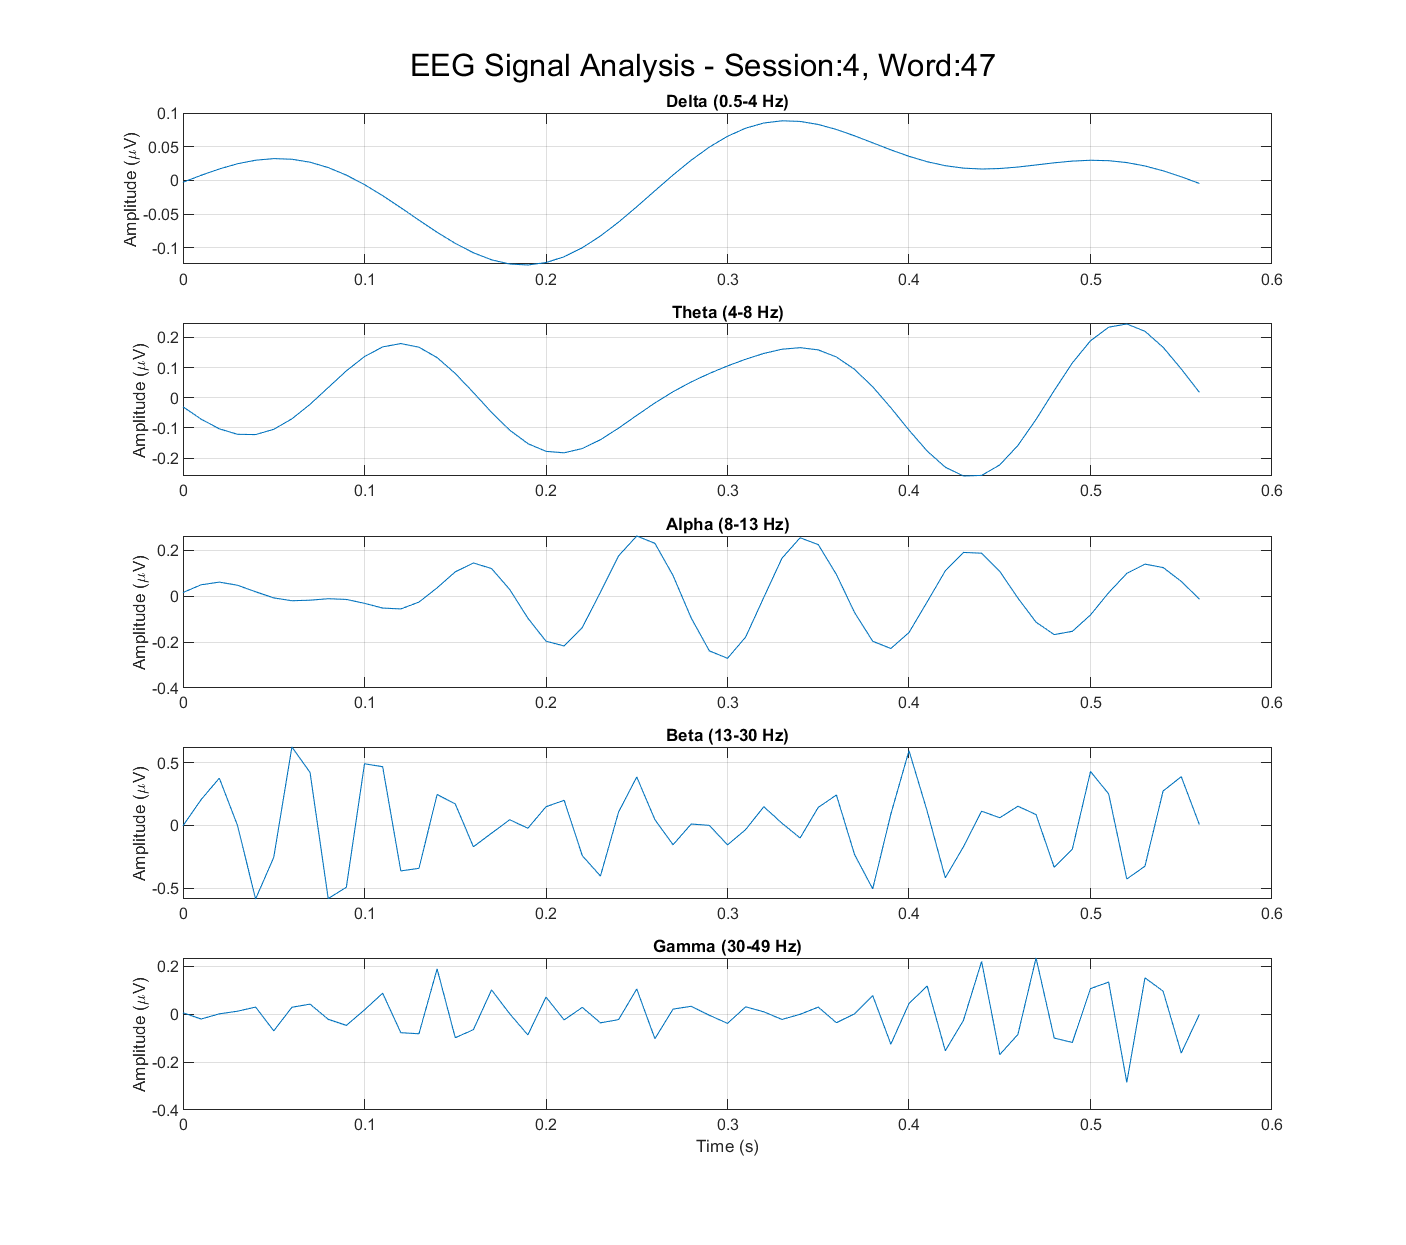 EEG Signal Analysis - Session:4, Word:47
Delta (0.5-4 Hz)
Amplitude (μV)
0.1
0.05
0
-0.05
-0.1
0 0.1 0.2 0.3 0.4 0.5 0.6
Theta (4-8 Hz)
Amplitude (μV)
0.2
0.1
0
-0.1
-0.2
0 0.1 0.2 0.3 0.4 0.5 0.6
Alpha (8-13 Hz)
Amplitude (μV)
0.2
0
-0.2
-0.4
0 0.1 0.2 0.3 0.4 0.5 0.6
Beta (13-30 Hz)
Amplitude (μV)
0.5
0
-0.5
0 0.1 0.2 0.3 0.4 0.5 0.6
Gamma (30-49 Hz)
Amplitude (μV)
0.2
0
-0.2
-0.4
0 0.1 0.2 0.3 0.4 0.5 0.6
Time (s)